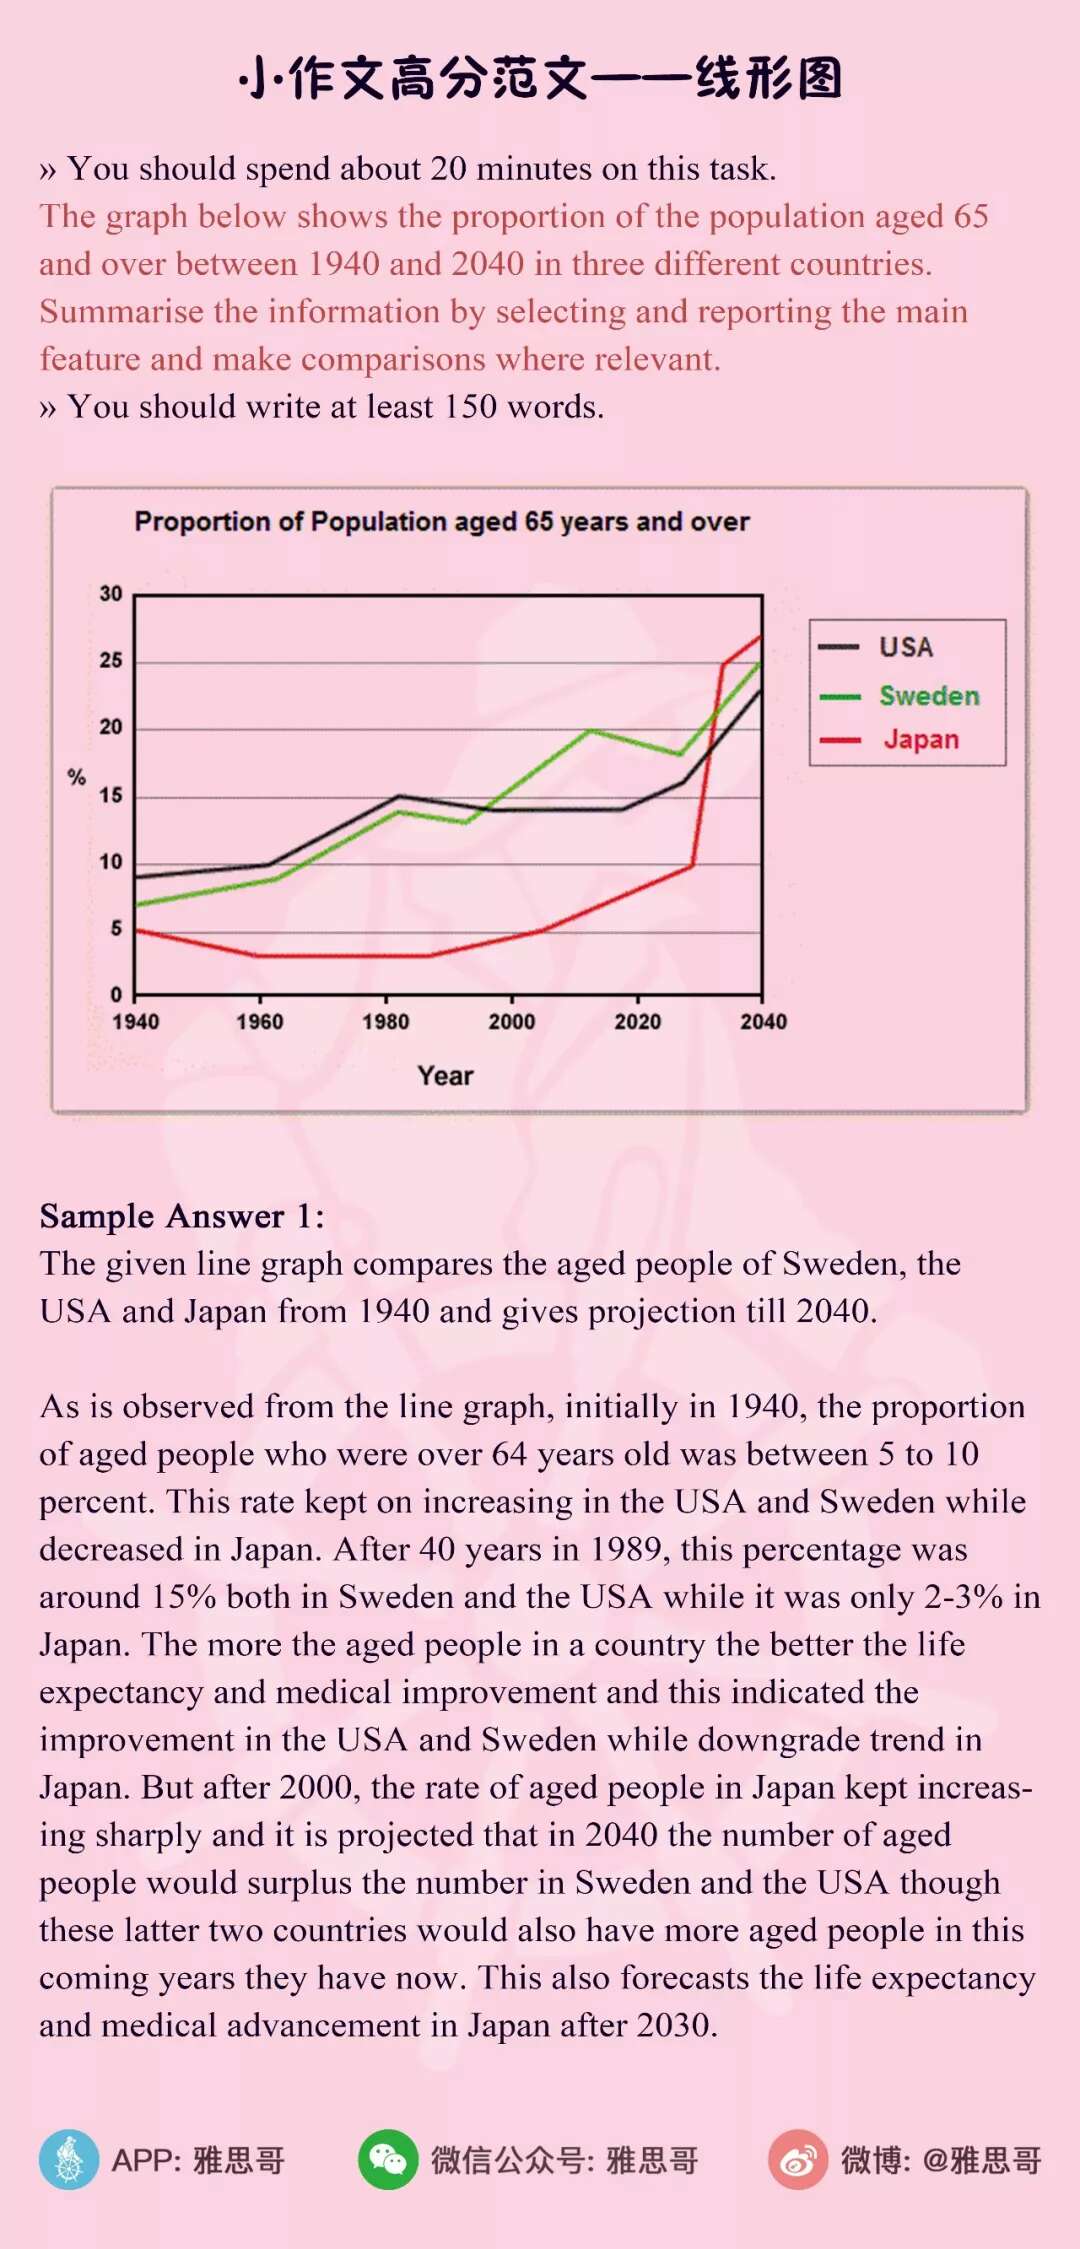 小作文高分范文——线形图
» You should spend about 20 minutes on this task.
The graph below shows the proportion of the population aged 65
and over between 1940 and 2040 in three different countries.
Summarise the information by selecting and reporting the main
feature and make comparisons where relevant.
» You should write at least 150 words.
Proportion of Population aged 65 years and over
30
25
20
%
15
10
5
0
1940 1960 1980 2000 2020 2040
Year
USA
Sweden
Japan
Sample Answer 1:
The given line graph compares the aged people of Sweden, the
USA and Japan from 1940 and gives projection till 2040.
As is observed from the line graph, initially in 1940, the proportion
of aged people who were over 64 years old was between 5 to 10
percent. This rate kept on increasing in the USA and Sweden while
decreased in Japan. After 40 years in 1989, this percentage was
around 15% both in Sweden and the USA while it was only 2-3% in
Japan. The more the aged people in a country the better the life
expectancy and medical improvement and this indicated the
improvement in the USA and Sweden while downgrade trend in
Japan. But after 2000, the rate of aged people in Japan kept increas-
ing sharply and it is projected that in 2040 the number of aged
people would surplus the number in Sweden and the USA though
these latter two countries would also have more aged people in this
coming years they have now. This also forecasts the life expectancy
and medical advancement in Japan after 2030.
APP: 雅思哥
微信公众号: 雅思哥
微博: @雅思哥